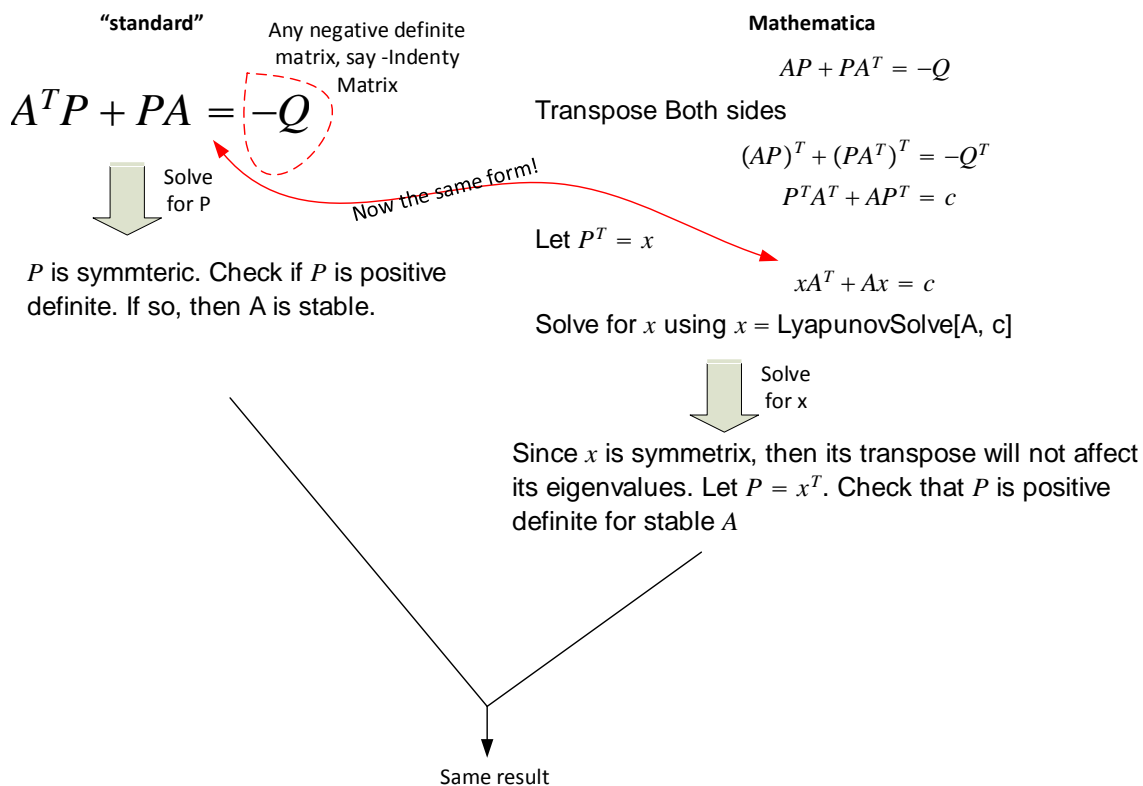 “standard”
Any negative definite
matrix, say -Indenty
Matrix
A^T P + PA = -Q
Solve
for P
P is symmteric. Check if P is positive
definite. If so, then A is stable.
Now the same form!
Mathematica
AP + PA^T = -Q
Transpose Both sides
(AP)^T + (PA^T)^T = -Q^T
P^T A^T + AP^T = c
Let P^T = x
xA^T + Ax = c
Solve for x using x = LyapunovSolve[A, c]
Solve
for x
Since x is symmetrix, then its transpose will not affect
its eigenvalues. Let P = x^T. Check that P is positive
definite for stable A
Same result